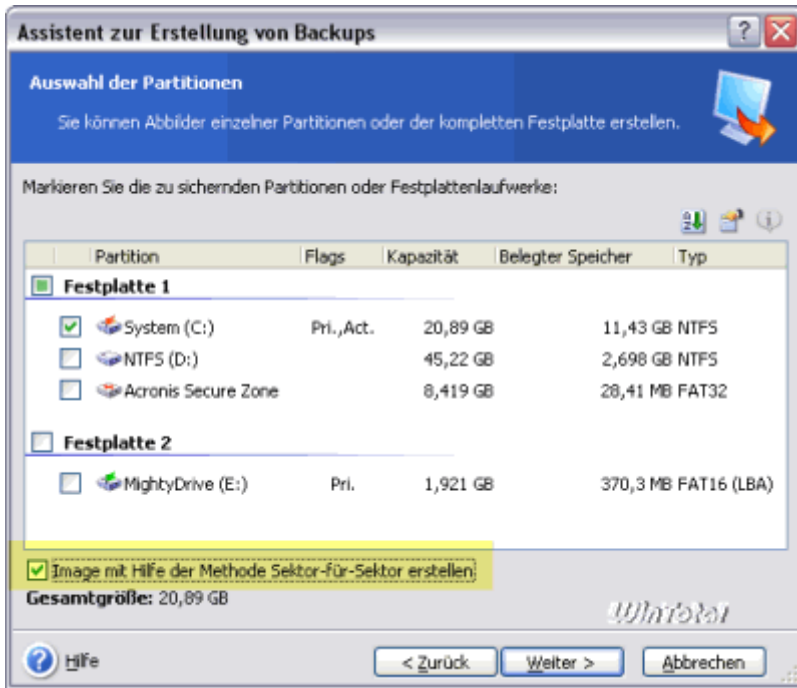 Assistent zur Erstellung von Backups
Auswahl der Partitionen
Sie können Abbilder einzelner Partitionen oder der kompletten Festplatte erstellen.
Markieren Sie die zu sichernden Partitionen oder Festplattenlaufwerke:
Partition Flags Kapazität Belegter Speicher Typ
Festplatte 1
System (C:) Pri.,Act. 20,89 GB 11,43 GB NTFS
NTFS (D:) 45,22 GB 2,698 GB NTFS
Acronis Secure Zone 8,419 GB 28,41 MB FAT32
Festplatte 2
MightyDrive (E:) Pri. 1,921 GB 370,3 MB FAT16 (LBA)
Image mit Hilfe der Methode Sektor-für-Sektor erstellen
Gesamtgröße: 20,89 GB
WinTotal
Hilfe < Zurück Weiter > Abbrechen